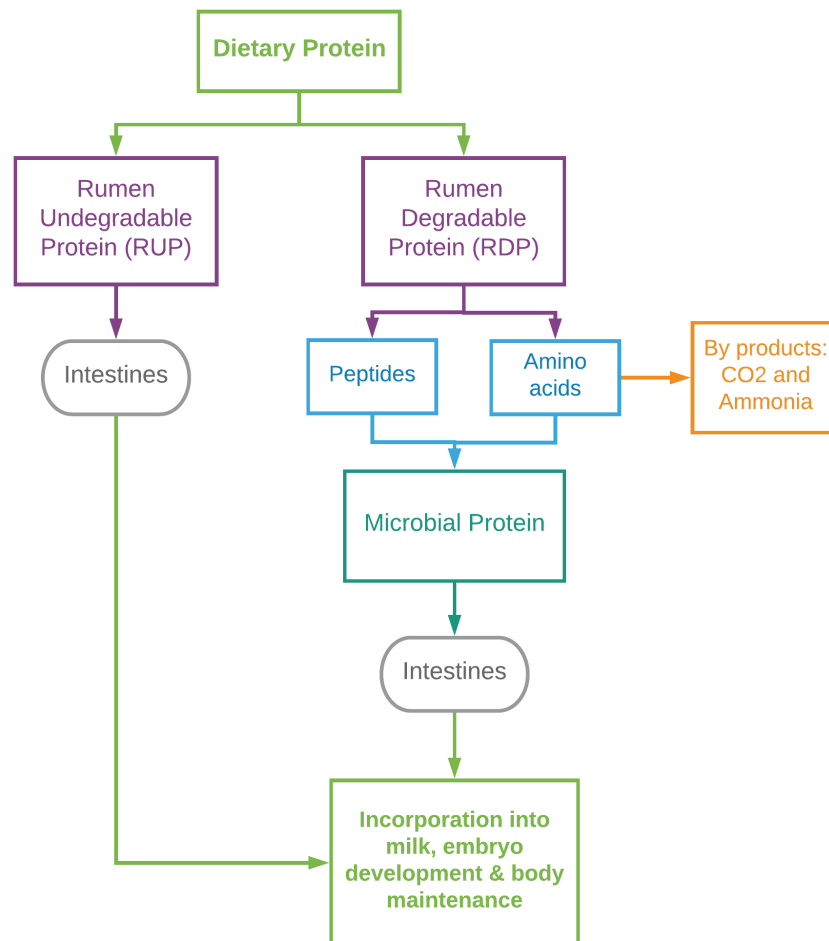 Dietary Protein
Rumen
Undegradable
Protein (RUP)
Rumen
Degradable
Protein (RDP)
Intestines
Peptides
Amino
acids
By products:
CO2 and
Ammonia
Microbial Protein
Intestines
Incorporation into
milk, embryo
development & body
maintenance